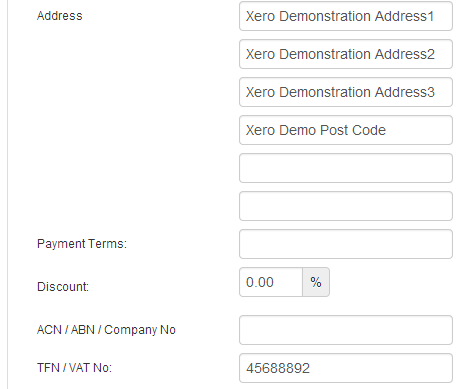 Address Xero Demonstration Address1
Xero Demonstration Address2
Xero Demonstration Address3
Xero Demo Post Code
Payment Terms:
Discount: 0.00 %
ACN / ABN / Company No
TFN / VAT No: 45688892